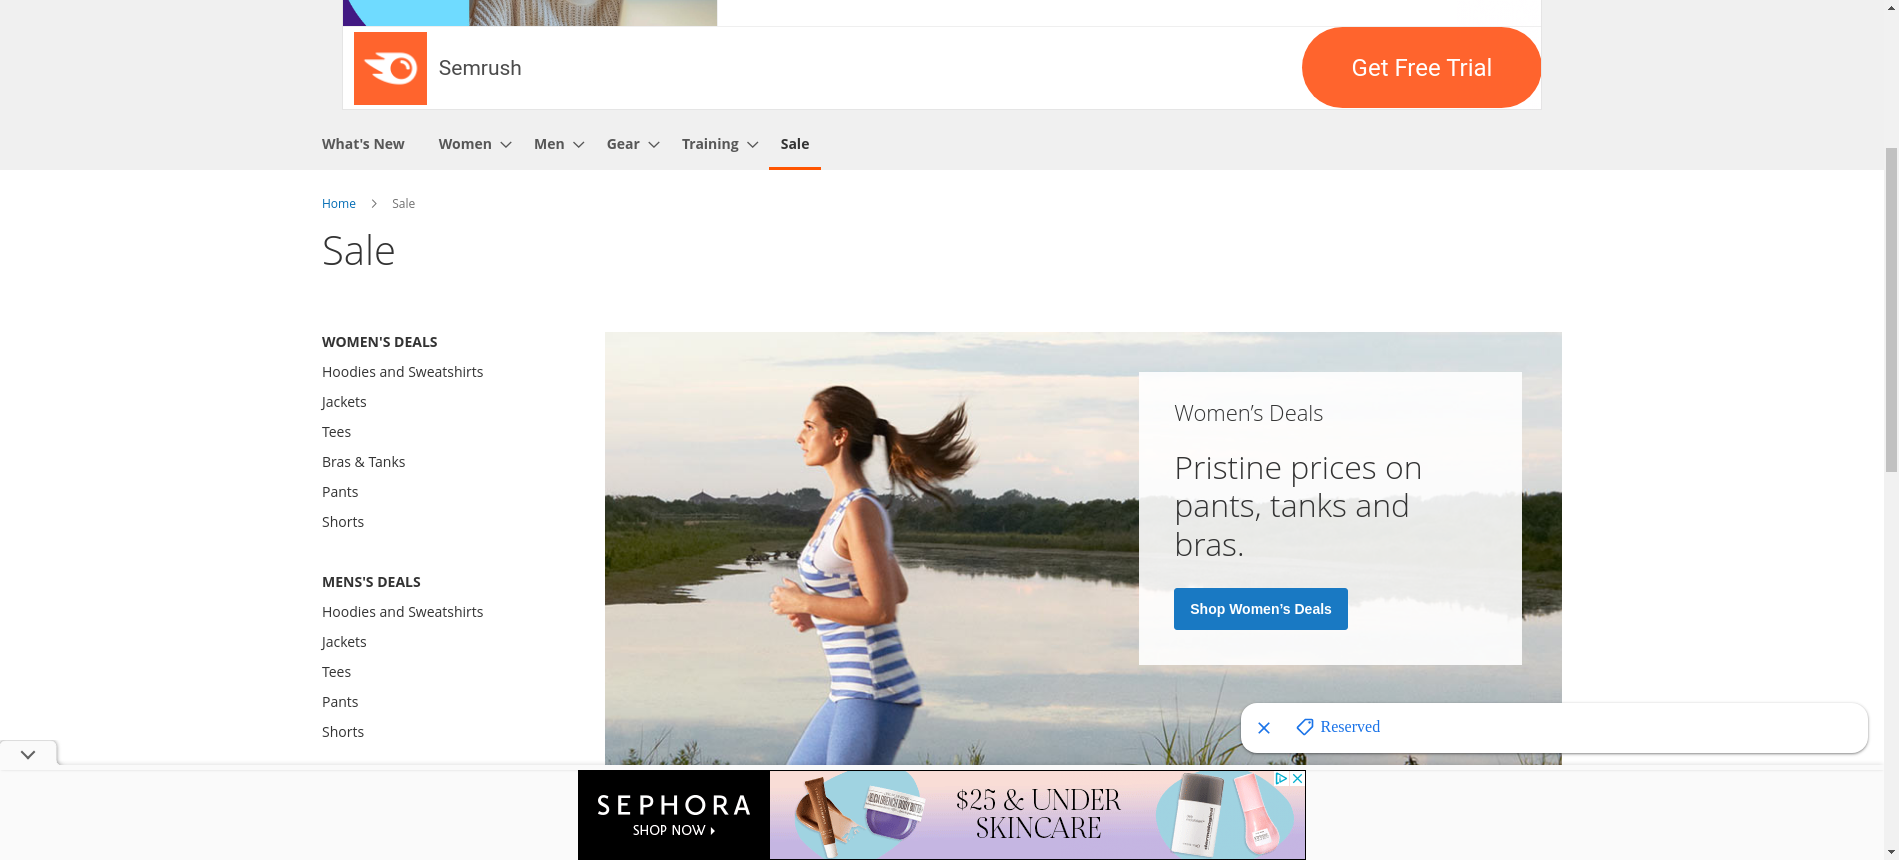 Semrush
Get Free Trial
What's New
Women
Men
Gear
Training
Sale
Home
Sale
Sale
WOMEN'S DEALS
Hoodies and Sweatshirts
Jackets
Tees
Bras & Tanks
Pants
Shorts
MENS'S DEALS
Hoodies and Sweatshirts
Jackets
Tees
Pants
Shorts
Women’s Deals
Pristine prices on
pants, tanks and
bras.
Shop Women’s Deals
Reserved
SEPHORA
SHOP NOW
$25 & UNDER
SKINCARE